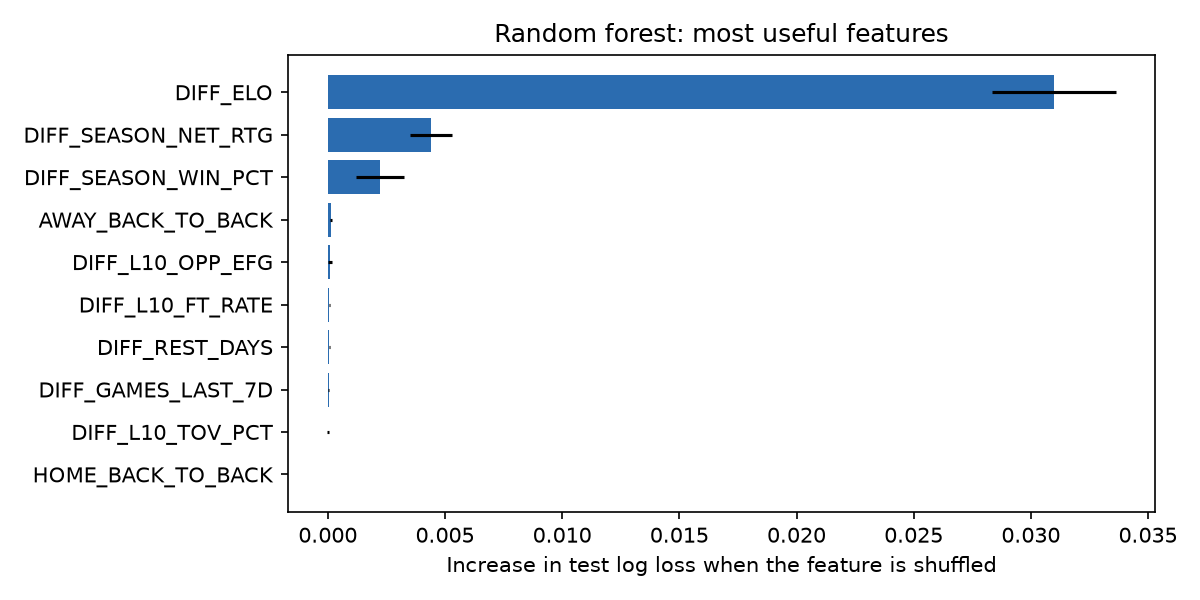 Random forest: most useful features
DIFF_ELO
DIFF_SEASON_NET_RTG
DIFF_SEASON_WIN_PCT
AWAY_BACK_TO_BACK
DIFF_L10_OPP_EFG
DIFF_L10_FT_RATE
DIFF_REST_DAYS
DIFF_GAMES_LAST_7D
DIFF_L10_TOV_PCT
HOME_BACK_TO_BACK
0.000 0.005 0.010 0.015 0.020 0.025 0.030 0.035
Increase in test log loss when the feature is shuffled